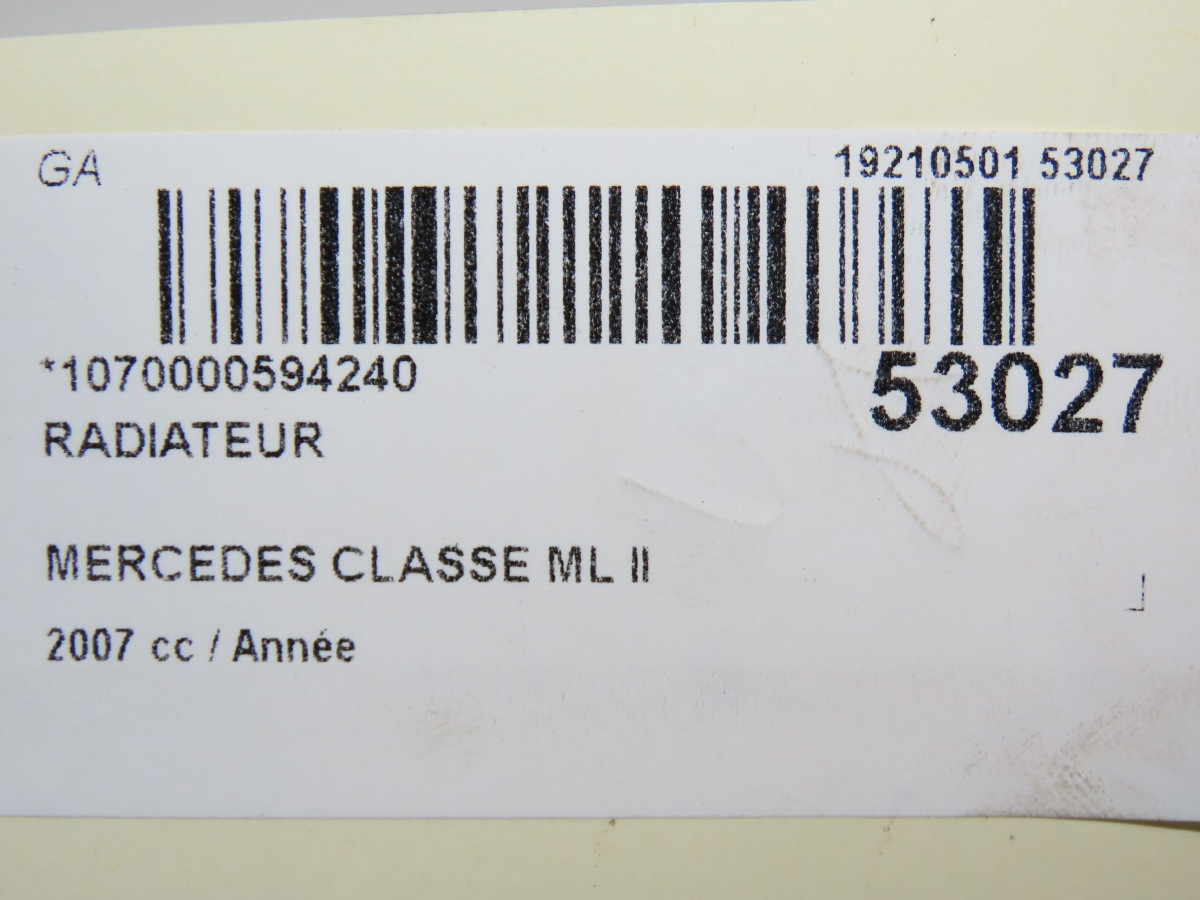 GA
19210501 53027
*1070000594240
53027
RADIATEUR
MERCEDES CLASSE ML II
2007 cc / Année